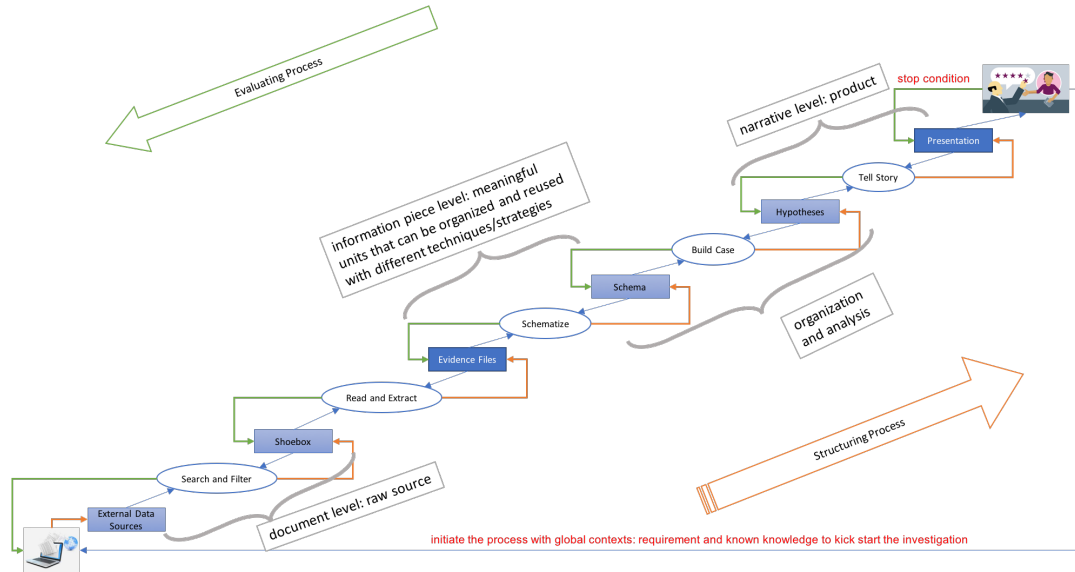 Evaluating Process
stop condition
narrative level: product
Presentation
Tell Story
information piece level: meaningful
units that can be organized and reused
with different techniques/strategies
Hypotheses
Build Case
Schema
organization
and analysis
Schematize
Evidence Files
Read and Extract
Structuring Process
Shoebox
Search and Filter
document level: raw source
External Data
Sources
initiate the process with global contexts: requirement and known knowledge to kick start the investigation